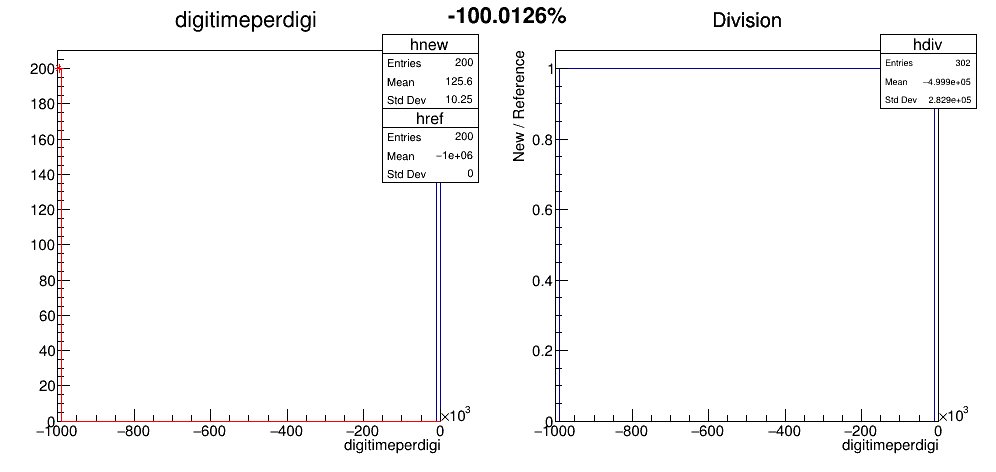 -100.0126%
digitimeperdigi
hnew
Entries 200
Mean 125.6
Std Dev 10.25
href
Entries 200
Mean −1e+06
Std Dev 0
200
180
160
140
120
100
80
60
40
20
0
−1000 −800 −600 −400 −200 0
×10³
digitimeperdigi
Division
hdiv
Entries 302
Mean −4.999e+05
Std Dev 2.829e+05
New / Reference
1
0.8
0.6
0.4
0.2
0
−1000 −800 −600 −400 −200 0
×10³
digitimeperdigi